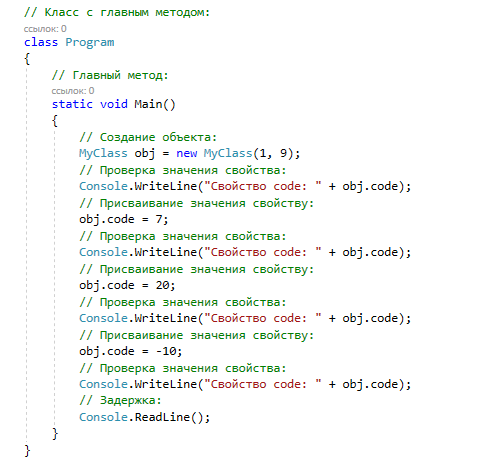 // Класс с главным методом:
ссылок: 0
class Program
{
// Главный метод:
ссылок: 0
static void Main()
{
// Создание объекта:
MyClass obj = new MyClass(1, 9);
// Проверка значения свойства:
Console.WriteLine("Свойство code: " + obj.code);
// Присваивание значения свойству:
obj.code = 7;
// Проверка значения свойства:
Console.WriteLine("Свойство code: " + obj.code);
// Присваивание значения свойству:
obj.code = 20;
// Проверка значения свойства:
Console.WriteLine("Свойство code: " + obj.code);
// Присваивание значения свойству:
obj.code = -10;
// Проверка значения свойства:
Console.WriteLine("Свойство code: " + obj.code);
// Задержка:
Console.ReadLine();
}
}